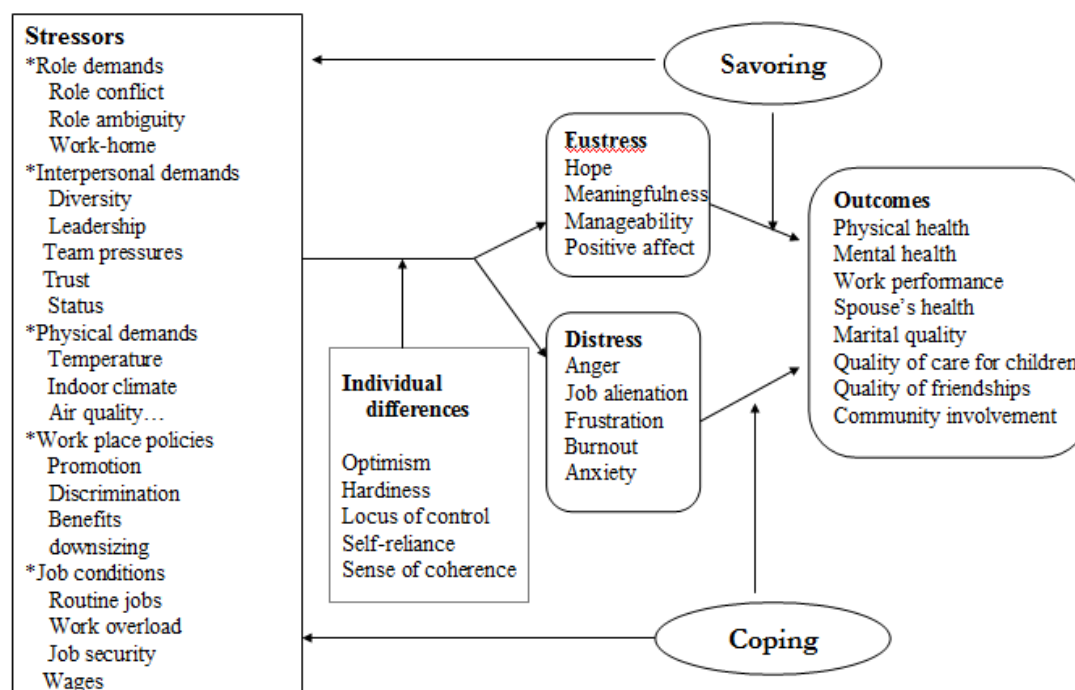 Stressors
*Role demands
Role conflict
Role ambiguity
Work-home
*Interpersonal demands
Diversity
Leadership
Team pressures
Trust
Status
*Physical demands
Temperature
Indoor climate
Air quality…
*Work place policies
Promotion
Discrimination
Benefits
downsizing
*Job conditions
Routine jobs
Work overload
Job security
Wages
Individual
differences
Optimism
Hardiness
Locus of control
Self-reliance
Sense of coherence
Savoring
Eustress
Hope
Meaningfulness
Manageability
Positive affect
Distress
Anger
Job alienation
Frustration
Burnout
Anxiety
Coping
Outcomes
Physical health
Mental health
Work performance
Spouse’s health
Marital quality
Quality of care for children
Quality of friendships
Community involvement